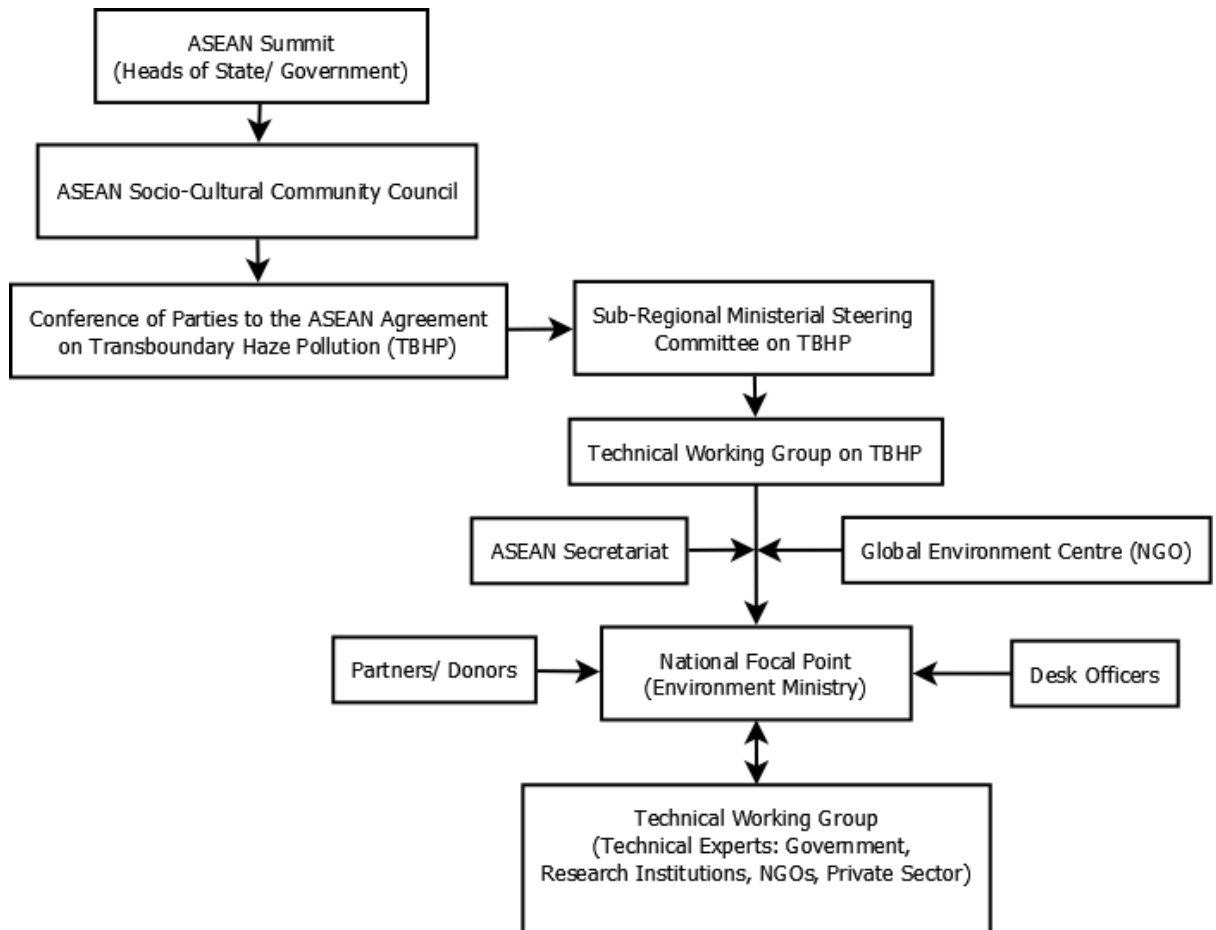 ASEAN Summit
(Heads of State/ Government)
ASEAN Socio-Cultural Community Council
Conference of Parties to the ASEAN Agreement
on Transboundary Haze Pollution (TBHP)
Sub-Regional Ministerial Steering
Committee on TBHP
Technical Working Group on TBHP
ASEAN Secretariat
Global Environment Centre (NGO)
Partners/ Donors
National Focal Point
(Environment Ministry)
Desk Officers
Technical Working Group
(Technical Experts: Government,
Research Institutions, NGOs, Private Sector)